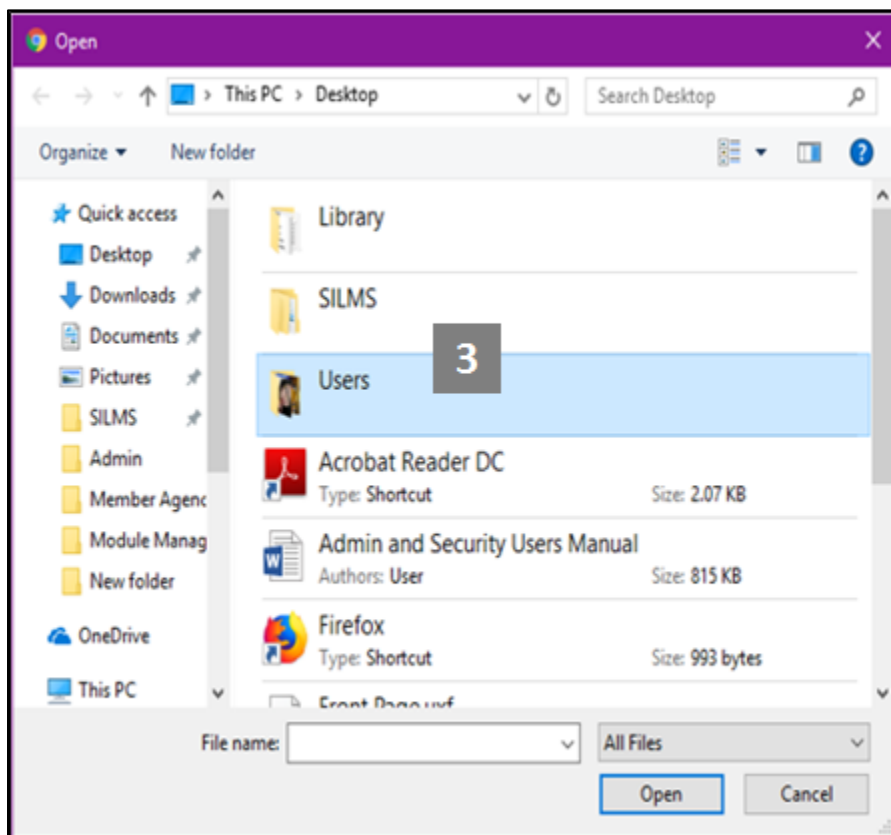 Open
This PC > Desktop
Search Desktop
Organize
New folder
Quick access
Desktop
Downloads
Documents
Pictures
SILMS
Admin
Member Agenc
Module Manag
New folder
OneDrive
This PC
Library
SILMS
Users
3
Acrobat Reader DC
Type: Shortcut Size: 2.07 KB
Admin and Security Users Manual
Authors: User Size: 815 KB
Firefox
Type: Shortcut Size: 993 bytes
Front Page.vxf
File name:
All Files
Open
Cancel